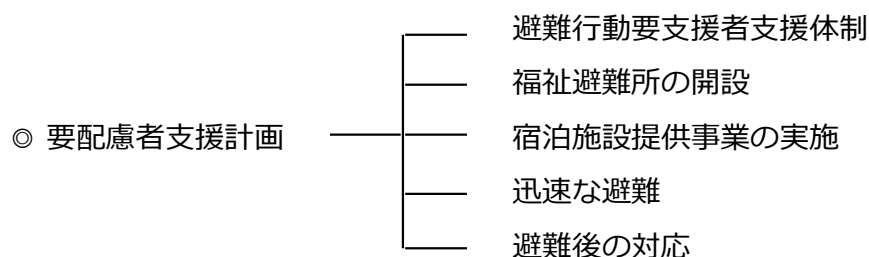 避難行動要支援者支援体制
福祉避難所の開設
◎ 要配慮者支援計画
宿泊施設提供事業の実施
迅速な避難
避難後の対応